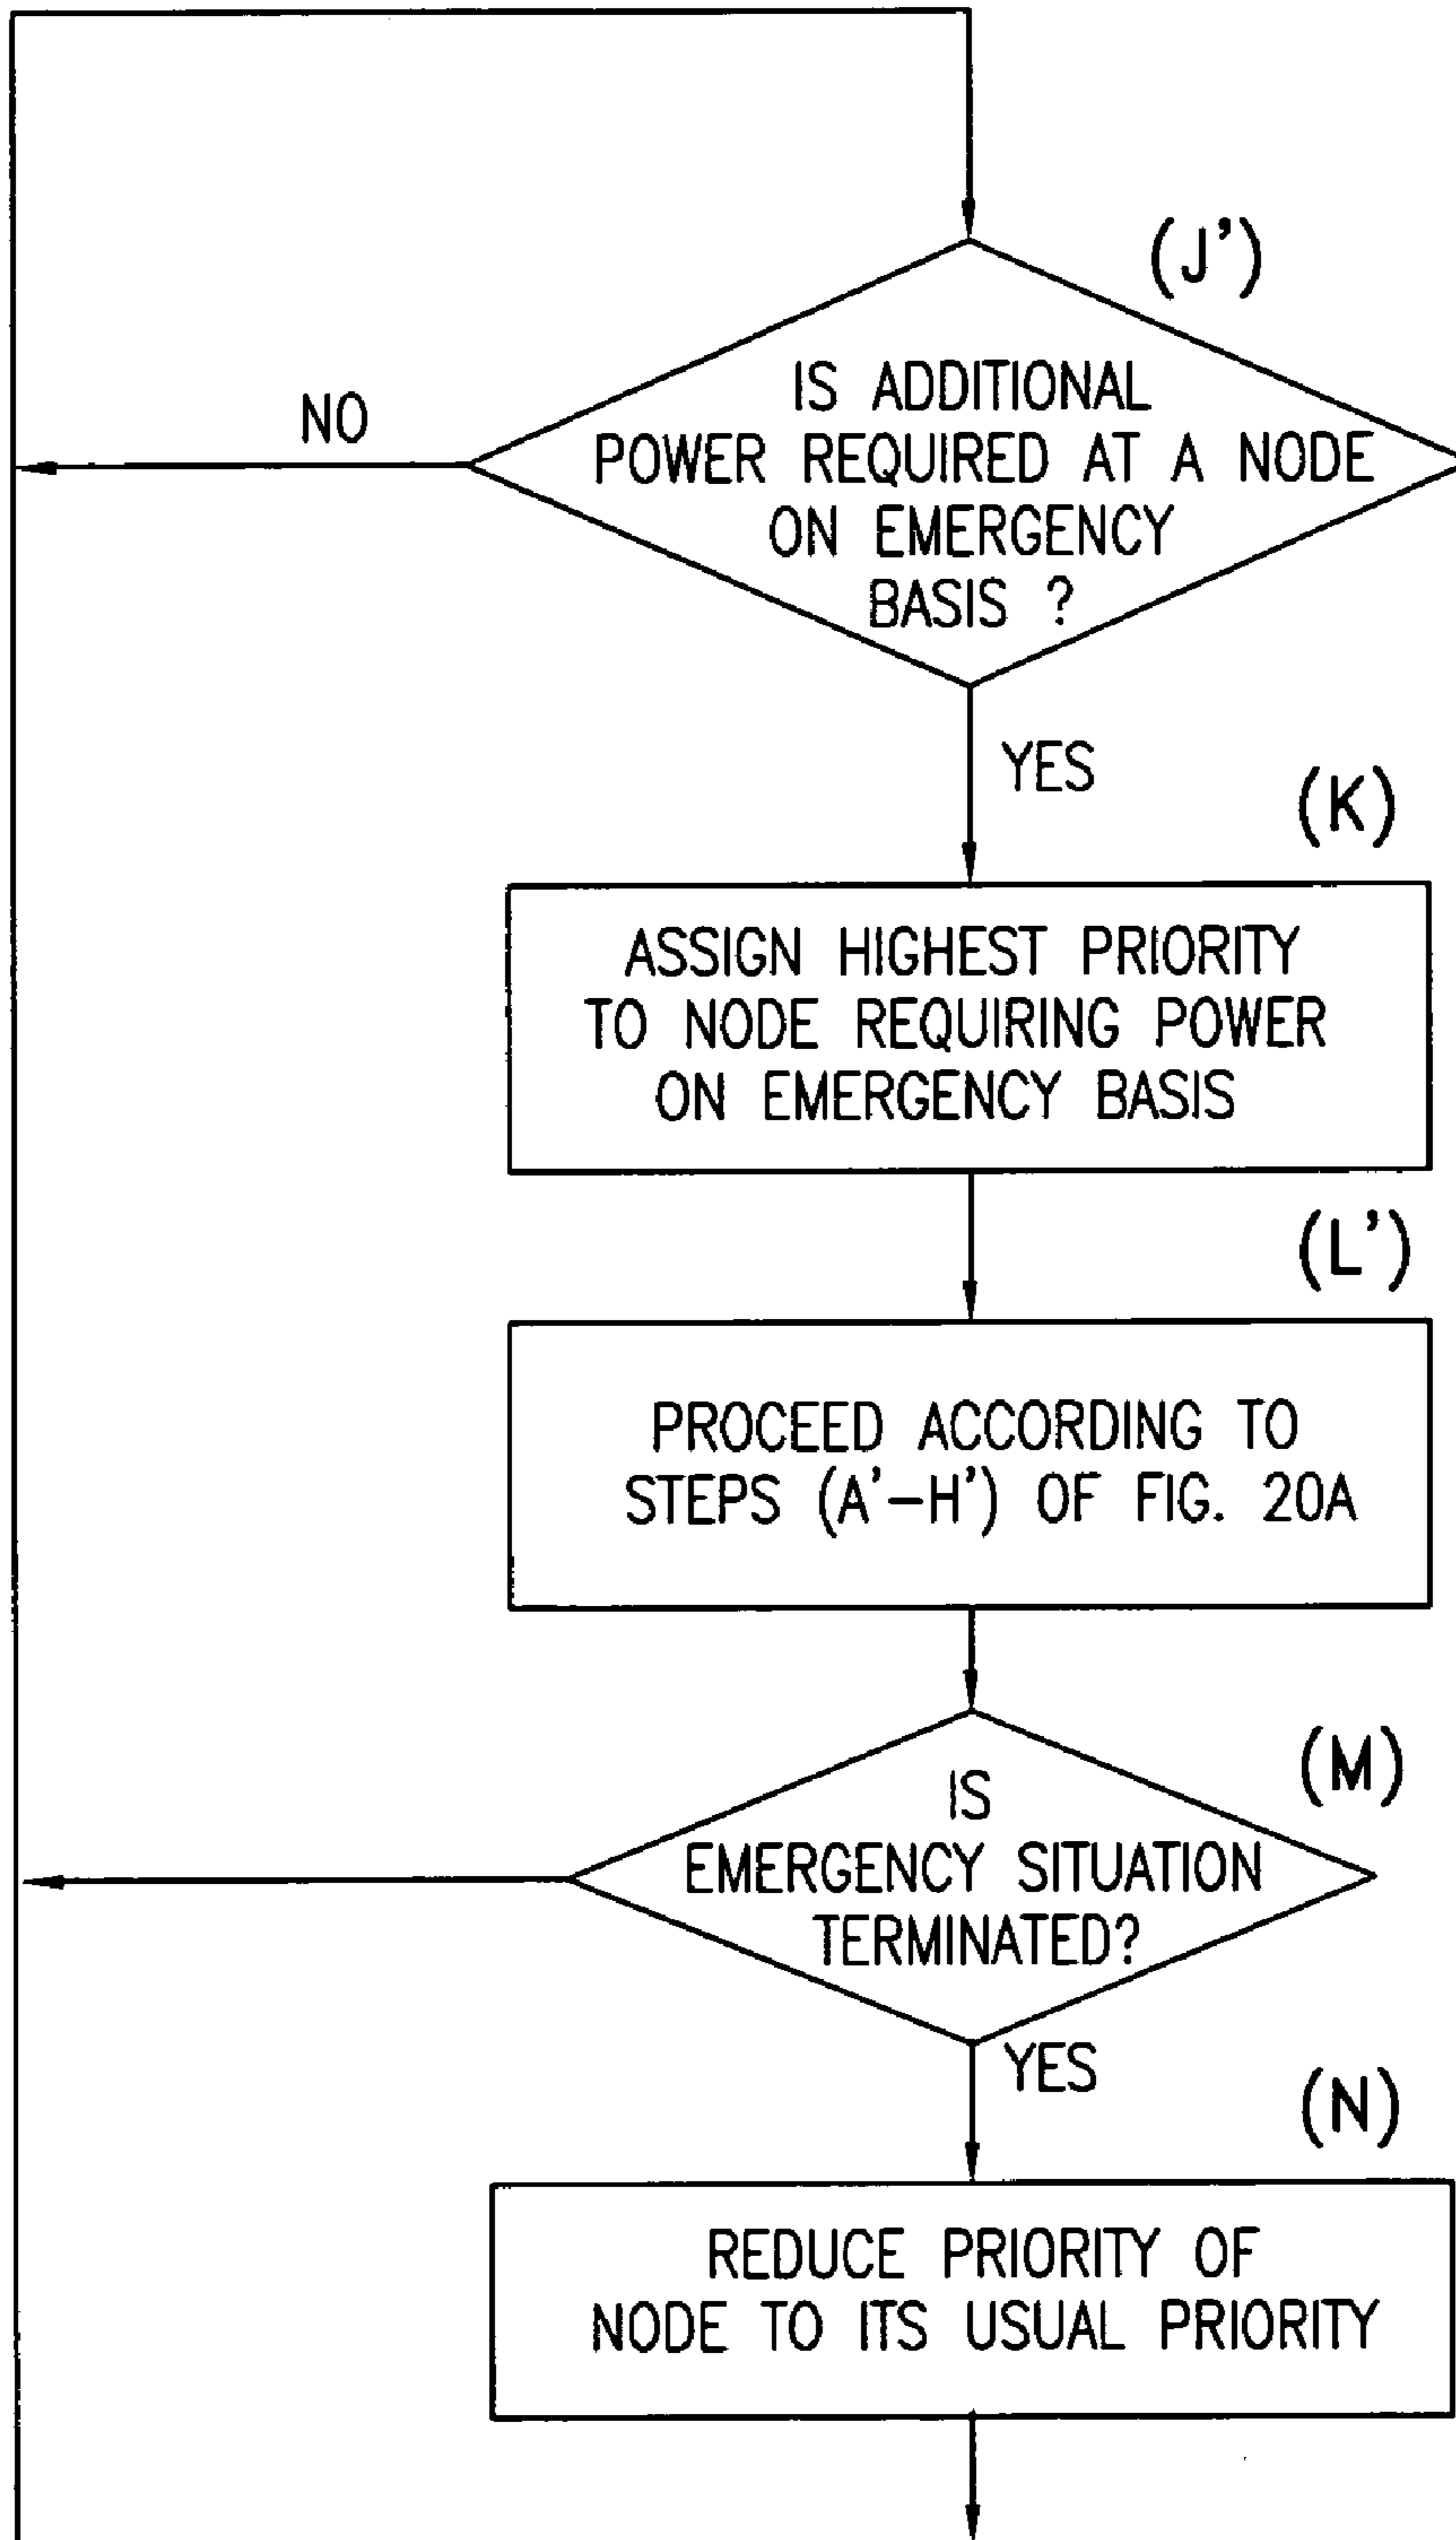 (J')
IS ADDITIONAL
POWER REQUIRED AT A NODE
ON EMERGENCY
BASIS ?
NO
YES
(K)
ASSIGN HIGHEST PRIORITY
TO NODE REQUIRING POWER
ON EMERGENCY BASIS
(L')
PROCEED ACCORDING TO
STEPS (A'-H') OF FIG. 20A
(M)
IS
EMERGENCY SITUATION
TERMINATED?
YES
(N)
REDUCE PRIORITY OF
NODE TO ITS USUAL PRIORITY